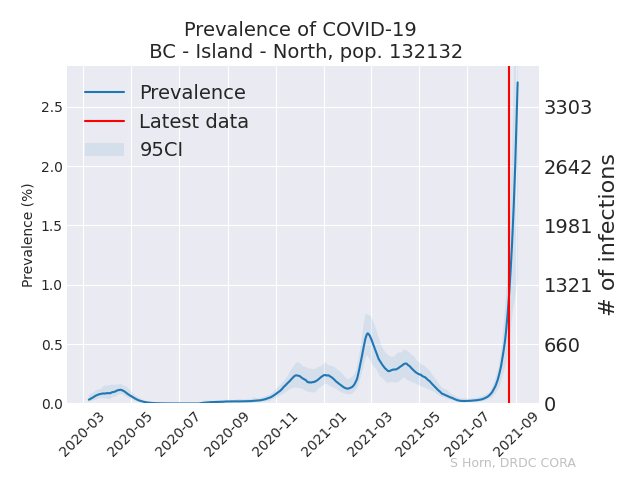 Prevalence of COVID-19
BC - Island - North, pop. 132132
Prevalence
Latest data
95CI
Prevalence (%)
2.5
2.0
1.5
1.0
0.5
0.0
3303
2642
1981
1321
660
0
# of infections
2020-03
2020-05
2020-07
2020-09
2020-11
2021-01
2021-03
2021-05
2021-07
2021-09
S Horn, DRDC CORA